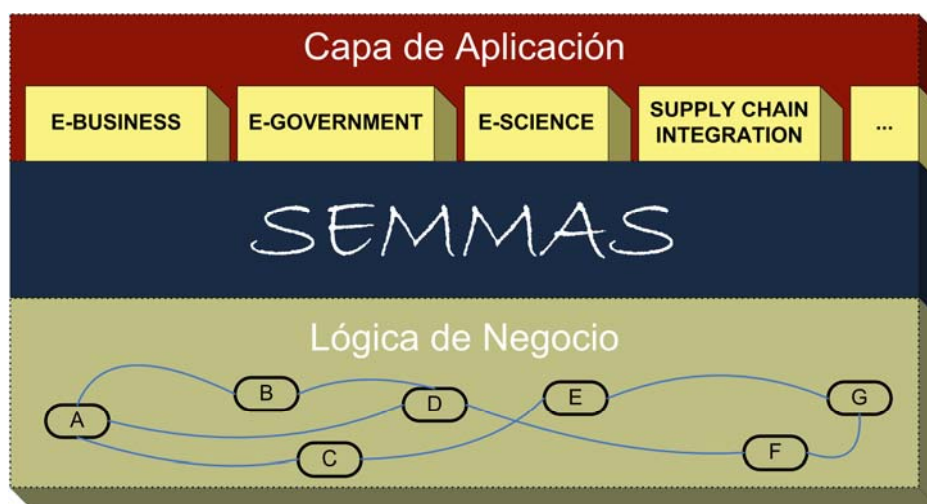 Capa de Aplicación
E-BUSINESS
E-GOVERNMENT
E-SCIENCE
SUPPLY CHAIN
INTEGRATION
...
SEMMAS
Lógica de Negocio
A
B
C
D
E
F
G